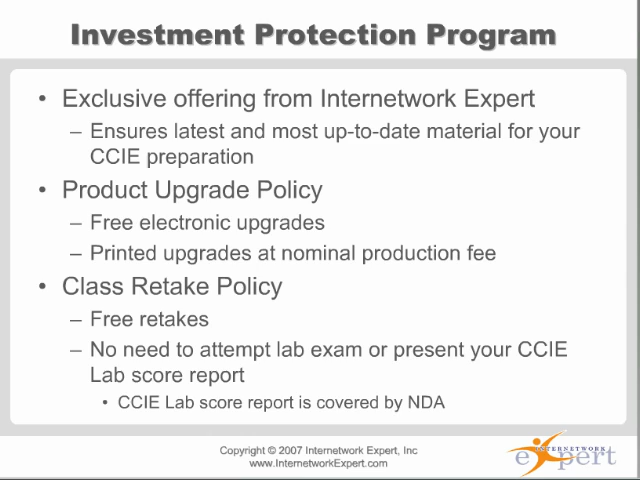 Investment Protection Program
• Exclusive offering from Internetwork Expert
– Ensures latest and most up-to-date material for your
CCIE preparation
• Product Upgrade Policy
– Free electronic upgrades
– Printed upgrades at nominal production fee
• Class Retake Policy
– Free retakes
– No need to attempt lab exam or present your CCIE
Lab score report
• CCIE Lab score report is covered by NDA
Copyright © 2007 Internetwork Expert, Inc
www.InternetworkExpert.com
INTERNETWORK
eXpert